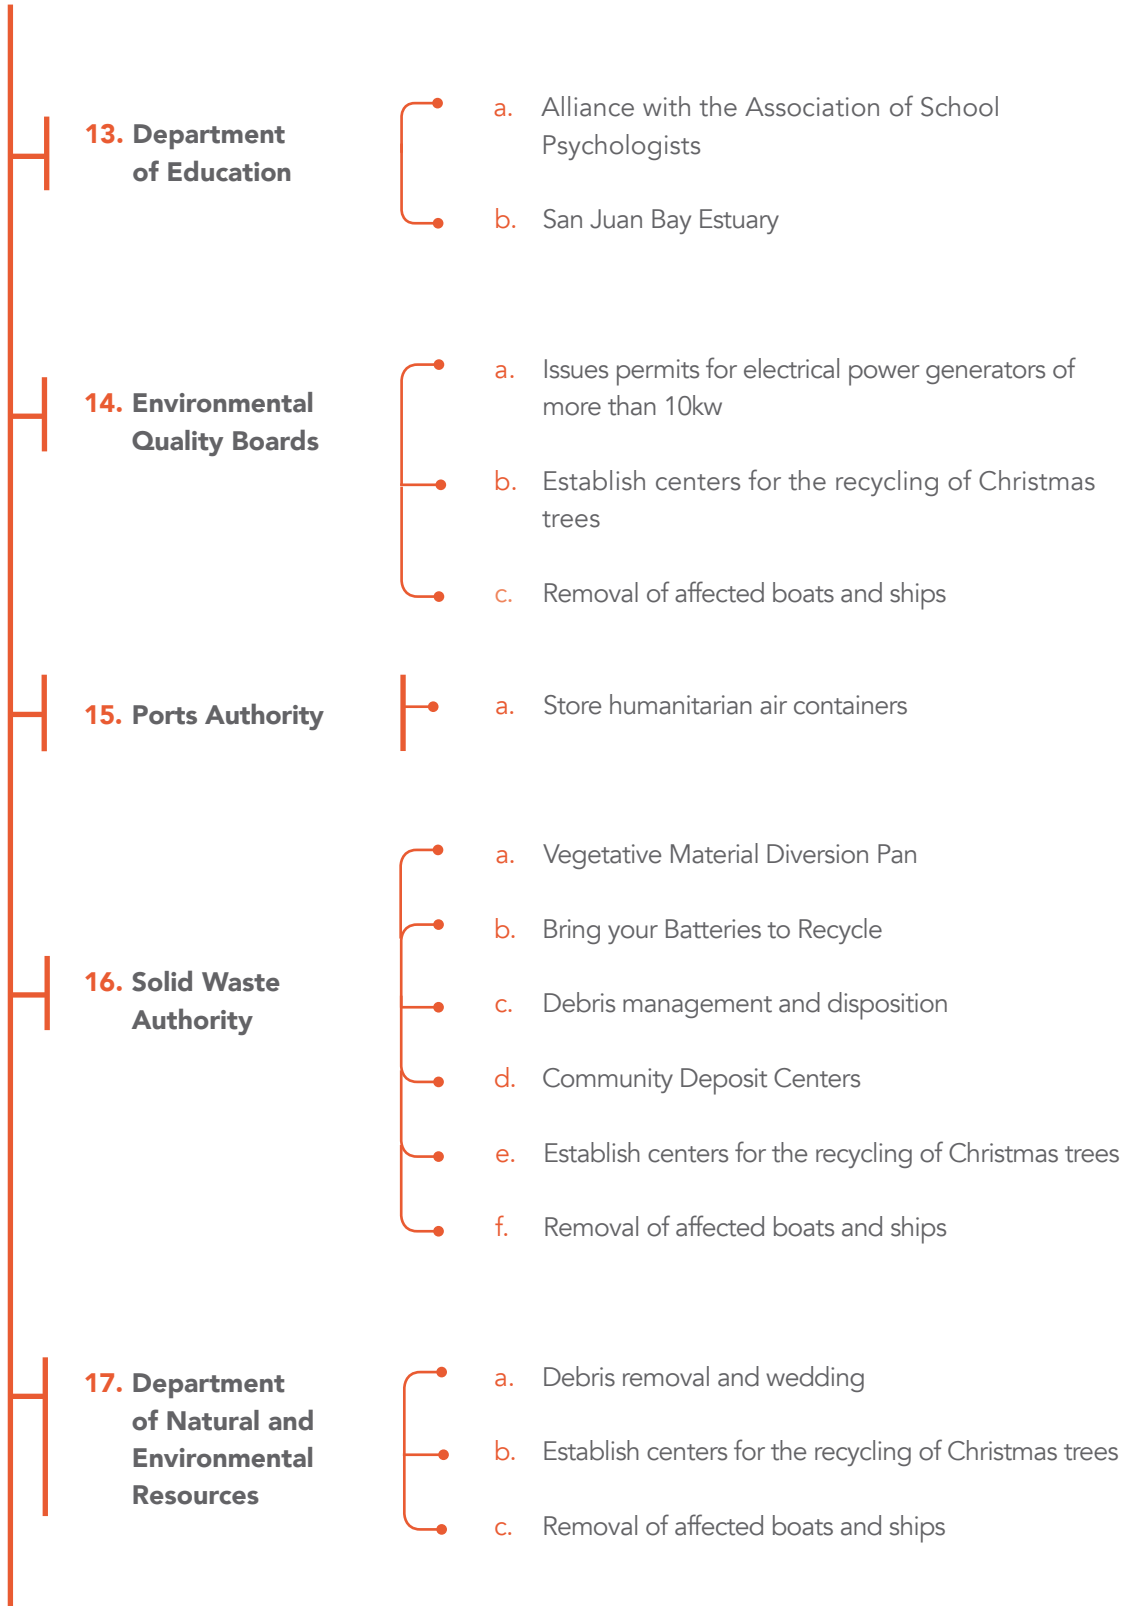 13. Department
of Education
a. Alliance with the Association of School
Psychologists
b. San Juan Bay Estuary
14. Environmental
Quality Boards
a. Issues permits for electrical power generators of
more than 10kw
b. Establish centers for the recycling of Christmas
trees
c. Removal of affected boats and ships
15. Ports Authority
a. Store humanitarian air containers
16. Solid Waste
Authority
a. Vegetative Material Diversion Pan
b. Bring your Batteries to Recycle
c. Debris management and disposition
d. Community Deposit Centers
e. Establish centers for the recycling of Christmas trees
f. Removal of affected boats and ships
17. Department
of Natural and
Environmental
Resources
a. Debris removal and wedding
b. Establish centers for the recycling of Christmas trees
c. Removal of affected boats and ships